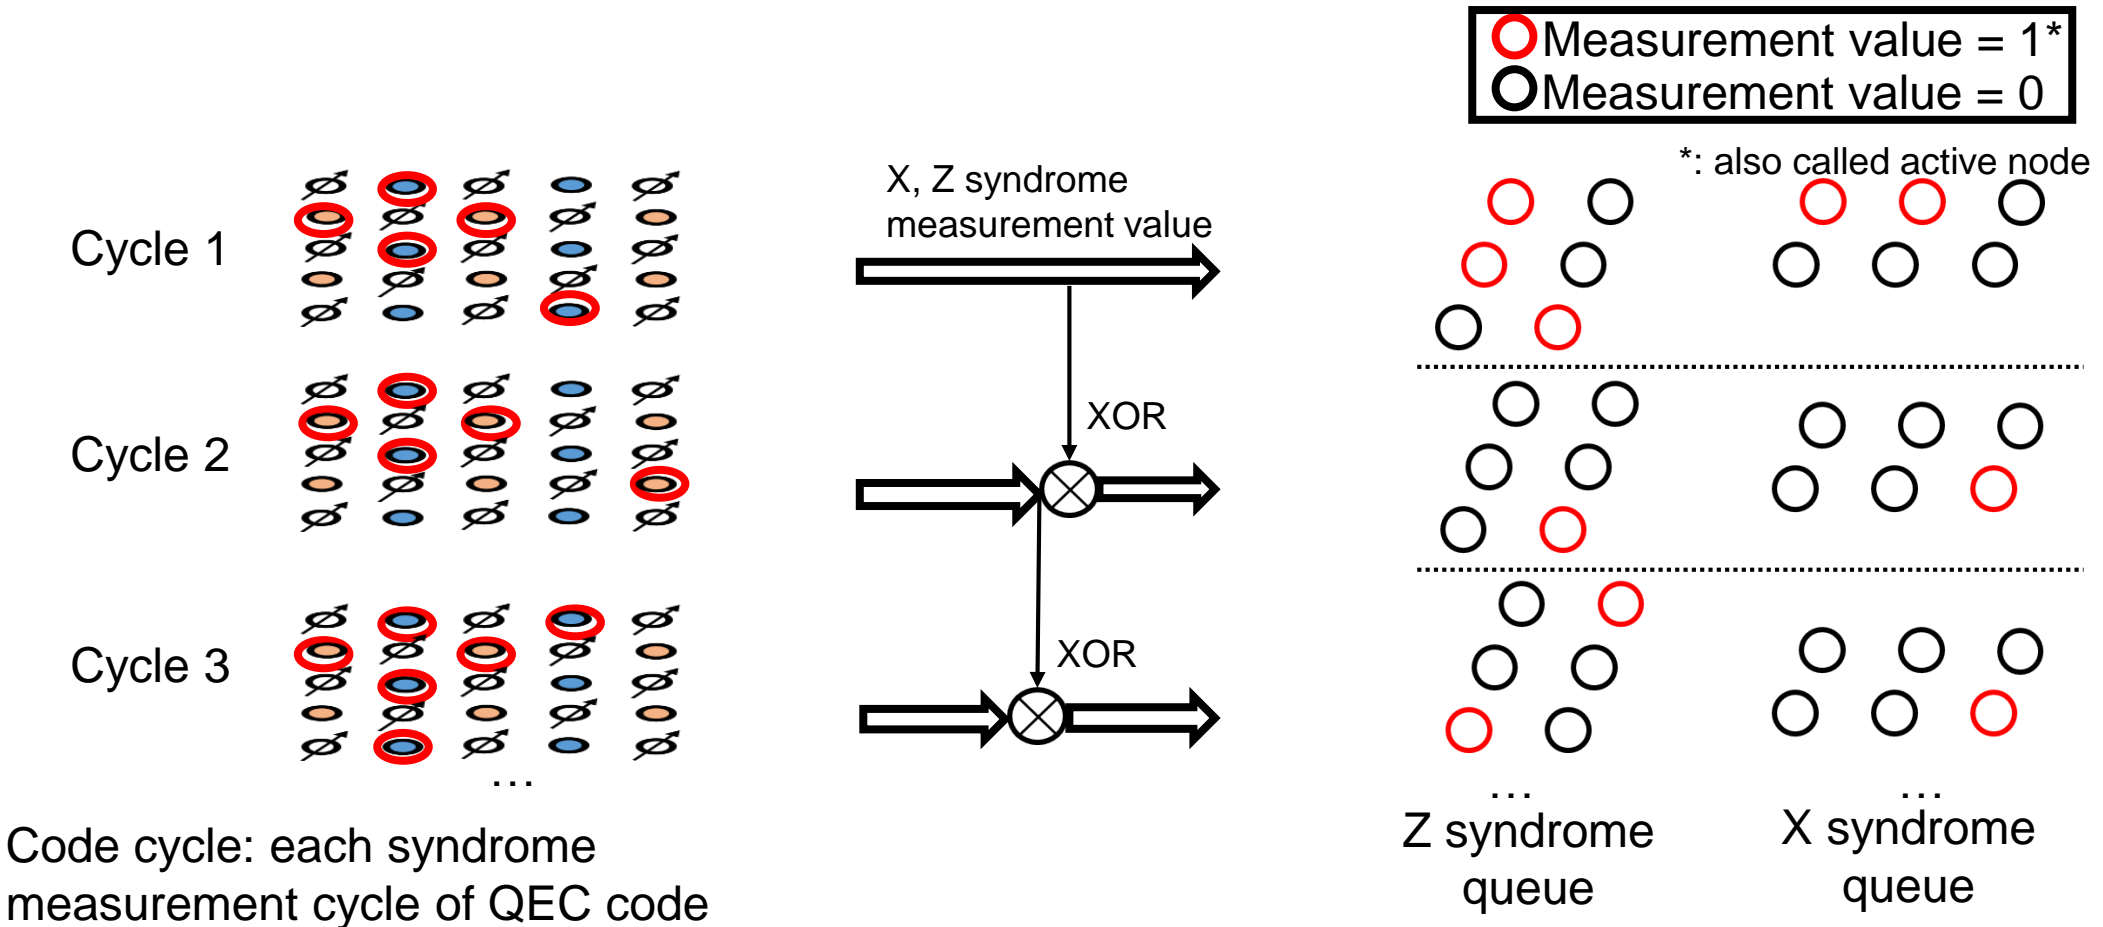 Measurement value = 1*
Measurement value = 0
*: also called active node
X, Z syndrome
measurement value
Cycle 1
XOR
Cycle 2
XOR
Cycle 3
...
...
...
Z syndrome
queue
X syndrome
queue
Code cycle: each syndrome
measurement cycle of QEC code